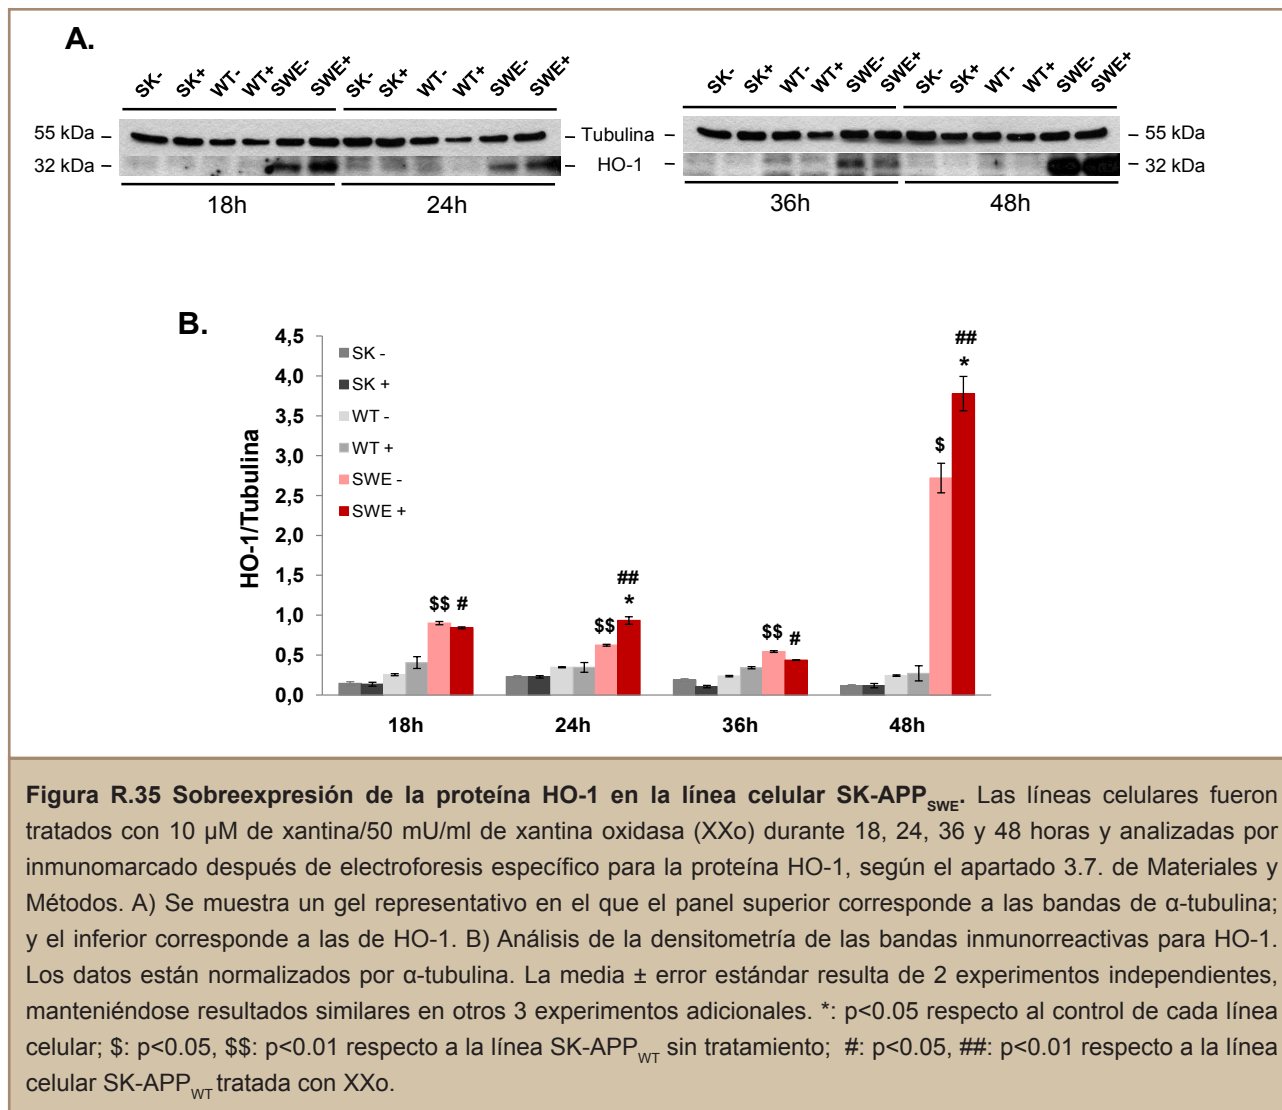 A.
SK- SK+ WT- WT+ SWE- SWE+ SK- SK+ WT- WT+ SWE- SWE+ SK- SK+ WT- WT+ SWE- SWE+ SK- SK+ WT- WT+ SWE- SWE+
55 kDa – – Tubulina – – 55 kDa
32 kDa – – HO-1 – – 32 kDa
18h 24h 36h 48h
B.
HO-1/Tubulina
4,5
4,0
3,5
3,0
2,5
2,0
1,5
1,0
0,5
0,0
SK -
SK +
WT -
WT +
SWE -
SWE +
$$ #
$$ ## *
$$ #
$ ## *
18h 24h 36h 48h
Figura R.35 Sobreexpresión de la proteína HO-1 en la línea celular SK-APPSWE. Las líneas celulares fueron
tratados con 10 µM de xantina/50 mU/ml de xantina oxidasa (XXo) durante 18, 24, 36 y 48 horas y analizadas por
inmunomarcado después de electroforesis específico para la proteína HO-1, según el apartado 3.7. de Materiales y
Métodos. A) Se muestra un gel representativo en el que el panel superior corresponde a las bandas de α-tubulina;
y el inferior corresponde a las de HO-1. B) Análisis de la densitometría de las bandas inmunorreactivas para HO-1.
Los datos están normalizados por α-tubulina. La media ± error estándar resulta de 2 experimentos independientes,
manteniéndose resultados similares en otros 3 experimentos adicionales. *: p<0.05 respecto al control de cada línea
celular; $: p<0.05, $$: p<0.01 respecto a la línea SK-APPWT sin tratamiento; #: p<0.05, ##: p<0.01 respecto a la línea
celular SK-APPWT tratada con XXo.